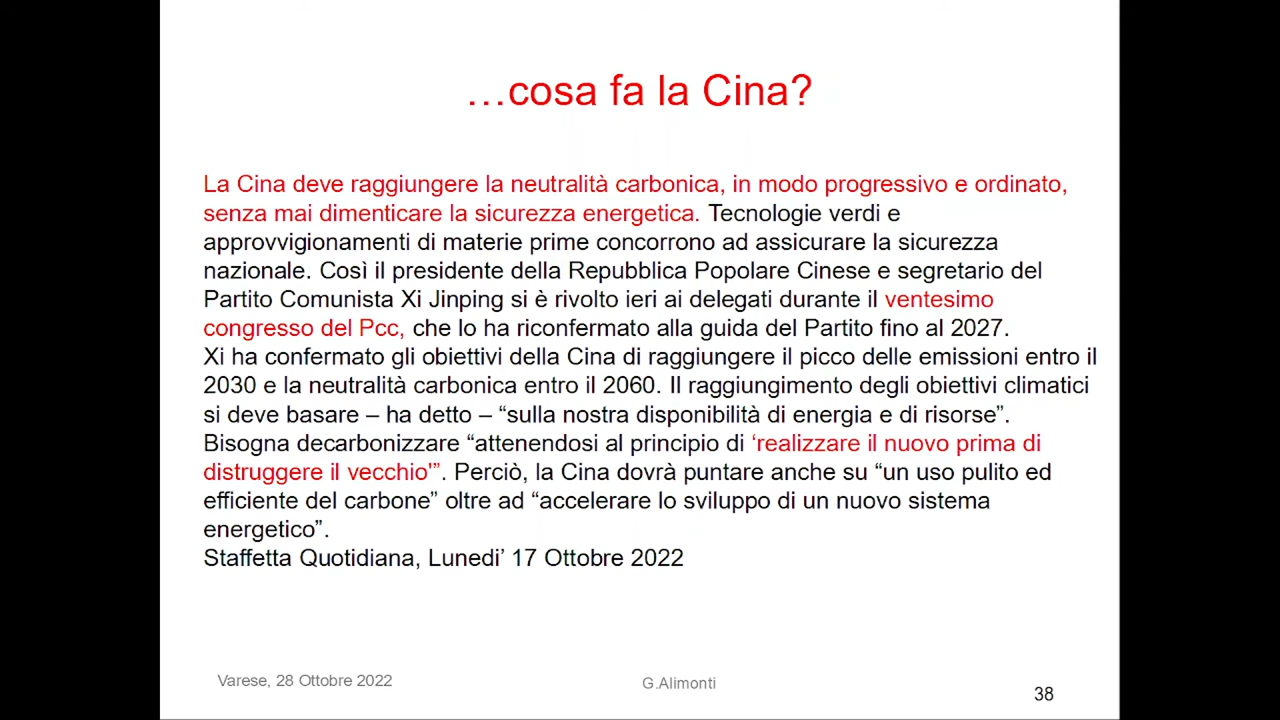 …cosa fa la Cina?
La Cina deve raggiungere la neutralità carbonica, in modo progressivo e ordinato,
senza mai dimenticare la sicurezza energetica. Tecnologie verdi e
approvvigionamenti di materie prime concorrono ad assicurare la sicurezza
nazionale. Così il presidente della Repubblica Popolare Cinese e segretario del
Partito Comunista Xi Jinping si è rivolto ieri ai delegati durante il ventesimo
congresso del Pcc, che lo ha riconfermato alla guida del Partito fino al 2027.
Xi ha confermato gli obiettivi della Cina di raggiungere il picco delle emissioni entro il
2030 e la neutralità carbonica entro il 2060. Il raggiungimento degli obiettivi climatici
si deve basare – ha detto – “sulla nostra disponibilità di energia e di risorse”.
Bisogna decarbonizzare “attenendosi al principio di ‘realizzare il nuovo prima di
distruggere il vecchio'”. Perciò, la Cina dovrà puntare anche su “un uso pulito ed
efficiente del carbone” oltre ad “accelerare lo sviluppo di un nuovo sistema
energetico”.
Staffetta Quotidiana, Lunedi’ 17 Ottobre 2022
Varese, 28 Ottobre 2022
G.Alimonti
38